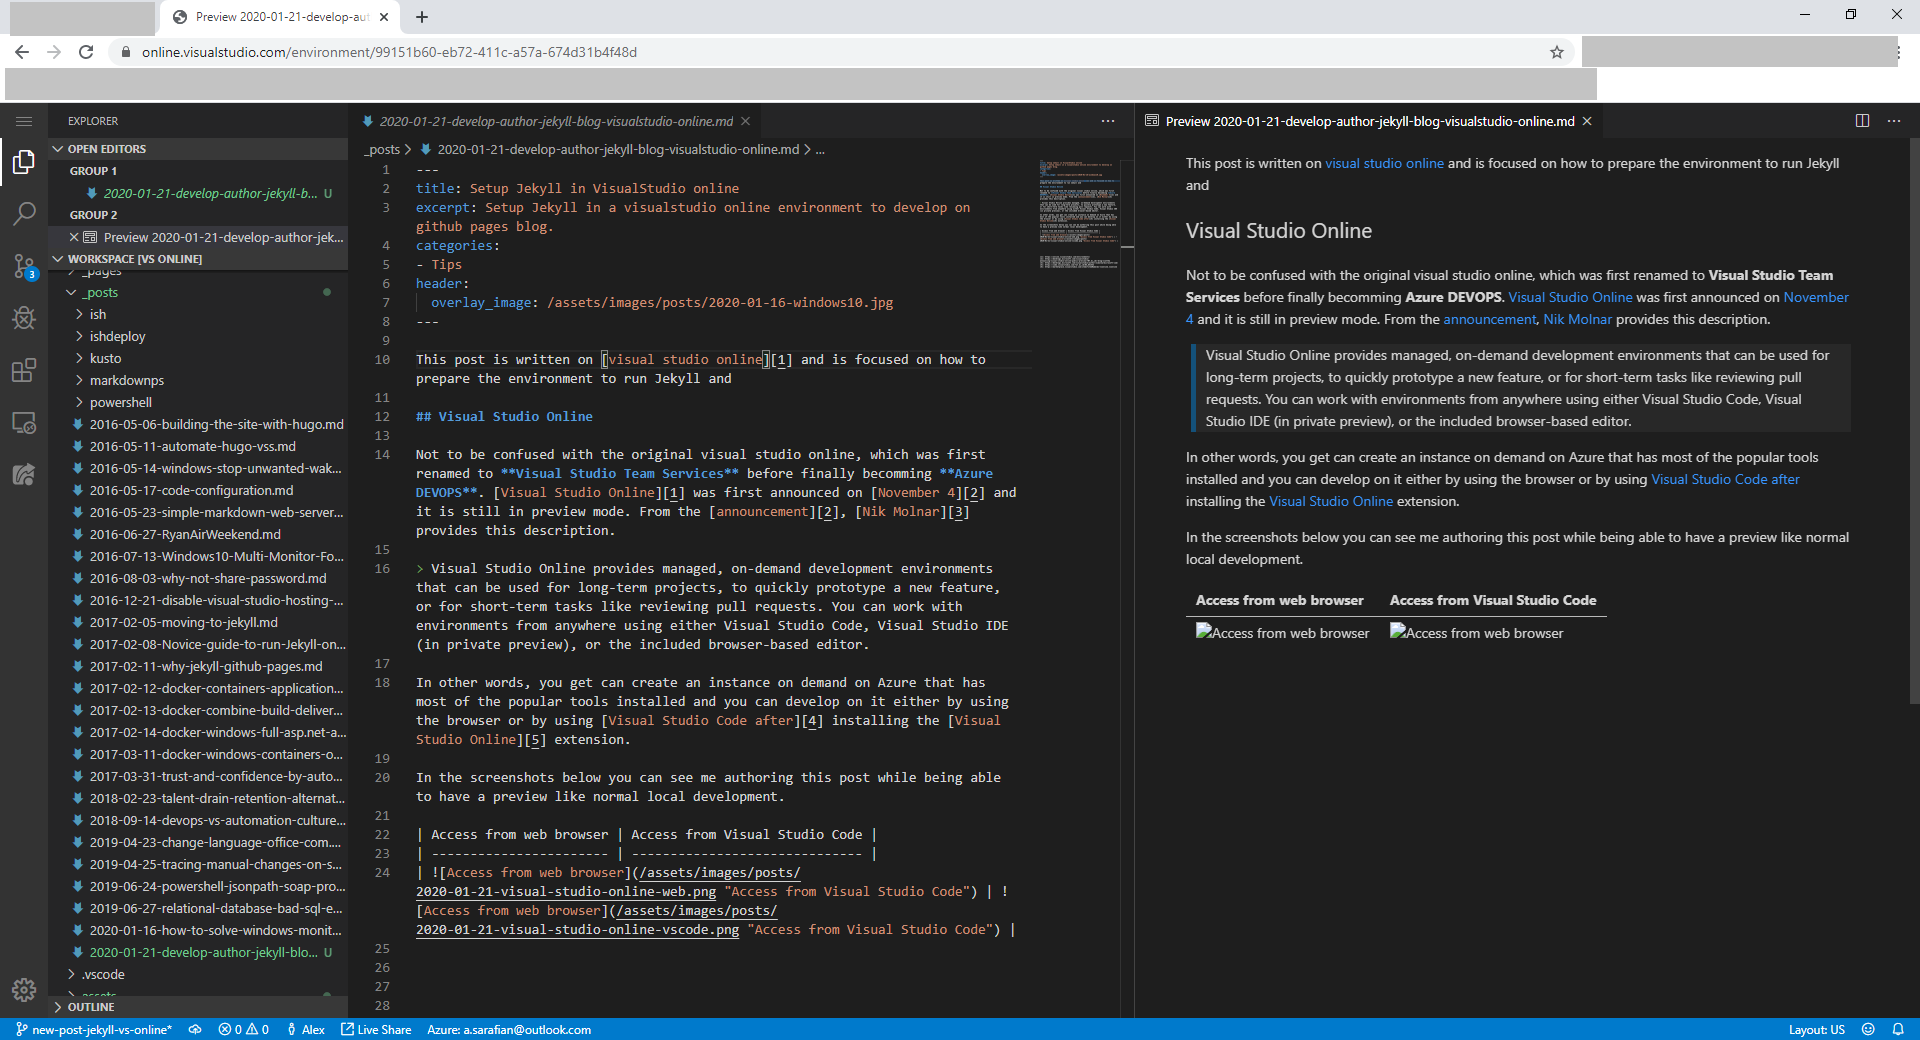 Preview 2020-01-21-develop-aut
online.visualstudio.com/environment/99151b60-eb72-411c-a57a-674d31b4f48d
EXPLORER
OPEN EDITORS
GROUP 1
2020-01-21-develop-author-jekyll-b... U
GROUP 2
Preview 2020-01-21-develop-author-jek...
WORKSPACE [VS ONLINE]
_pages
_posts
ish
ishdeploy
kusto
markdownps
powershell
2016-05-06-building-the-site-with-hugo.md
2016-05-11-automate-hugo-vss.md
2016-05-14-windows-stop-unwanted-wak...
2016-05-17-code-configuration.md
2016-05-23-simple-markdown-web-server...
2016-06-27-RyanAirWeekend.md
2016-07-13-Windows10-Multi-Monitor-Fo...
2016-08-03-why-not-share-password.md
2016-12-21-disable-visual-studio-hosting-...
2017-02-05-moving-to-jekyll.md
2017-02-08-Novice-guide-to-run-Jekyll-on...
2017-02-11-why-jekyll-github-pages.md
2017-02-12-docker-containers-application...
2017-02-13-docker-combine-build-deliver...
2017-02-14-docker-windows-full-asp.net-a...
2017-03-11-docker-windows-containers-o...
2017-03-31-trust-and-confidence-by-auto...
2018-02-23-talent-drain-retention-alternat...
2018-09-14-devops-vs-automation-culture...
2019-04-23-change-language-office-com....
2019-04-25-tracing-manual-changes-on-s...
2019-06-24-powershell-jsonpath-soap-pro...
2019-06-27-relational-database-bad-sql-e...
2020-01-16-how-to-solve-windows-monit...
2020-01-21-develop-author-jekyll-blo... U
.vscode
assets
OUTLINE
3
2020-01-21-develop-author-jekyll-blog-visualstudio-online.md
_posts > 2020-01-21-develop-author-jekyll-blog-visualstudio-online.md > ...
1 ---
2 title: Setup Jekyll in VisualStudio online
3 excerpt: Setup Jekyll in a visualstudio online environment to develop on
github pages blog.
4 categories:
5 - Tips
6 header:
7 overlay_image: /assets/images/posts/2020-01-16-windows10.jpg
8 ---
9
10 This post is written on [visual studio online][1] and is focused on how to
prepare the environment to run Jekyll and
11
12 ## Visual Studio Online
13
14 Not to be confused with the original visual studio online, which was first
renamed to **Visual Studio Team Services** before finally becomming **Azure
DEVOPS**. [Visual Studio Online][1] was first announced on [November 4][2] and
it is still in preview mode. From the [announcement][2], [Nik Molnar][3]
provides this description.
15
16 > Visual Studio Online provides managed, on-demand development environments
that can be used for long-term projects, to quickly prototype a new feature,
or for short-term tasks like reviewing pull requests. You can work with
environments from anywhere using either Visual Studio Code, Visual Studio IDE
(in private preview), or the included browser-based editor.
17
18 In other words, you get can create an instance on demand on Azure that has
most of the popular tools installed and you can develop on it either by using
the browser or by using [Visual Studio Code after][4] installing the [Visual
Studio Online][5] extension.
19
20 In the screenshots below you can see me authoring this post while being able
to have a preview like normal local development.
21
22 | Access from web browser | Access from Visual Studio Code |
23 | ----------------------- | ------------------------------ |
24 | ![Access from web browser](/assets/images/posts/
2020-01-21-visual-studio-online-web.png "Access from Visual Studio Code") | !
[Access from web browser](/assets/images/posts/
2020-01-21-visual-studio-online-vscode.png "Access from Visual Studio Code") |
25
26
27
28
Preview 2020-01-21-develop-author-jekyll-blog-visualstudio-online.md
This post is written on visual studio online and is focused on how to prepare the environment to run Jekyll
and
Visual Studio Online
Not to be confused with the original visual studio online, which was first renamed to Visual Studio Team
Services before finally becomming Azure DEVOPS. Visual Studio Online was first announced on November
4 and it is still in preview mode. From the announcement, Nik Molnar provides this description.
Visual Studio Online provides managed, on-demand development environments that can be used for
long-term projects, to quickly prototype a new feature, or for short-term tasks like reviewing pull
requests. You can work with environments from anywhere using either Visual Studio Code, Visual
Studio IDE (in private preview), or the included browser-based editor.
In other words, you get can create an instance on demand on Azure that has most of the popular tools
installed and you can develop on it either by using the browser or by using Visual Studio Code after
installing the Visual Studio Online extension.
In the screenshots below you can see me authoring this post while being able to have a preview like normal
local development.
Access from web browser Access from Visual Studio Code
Access from web browser Access from web browser
new-post-jekyll-vs-online* 0 0 Alex Live Share Azure: a.sarafian@outlook.com Layout: US